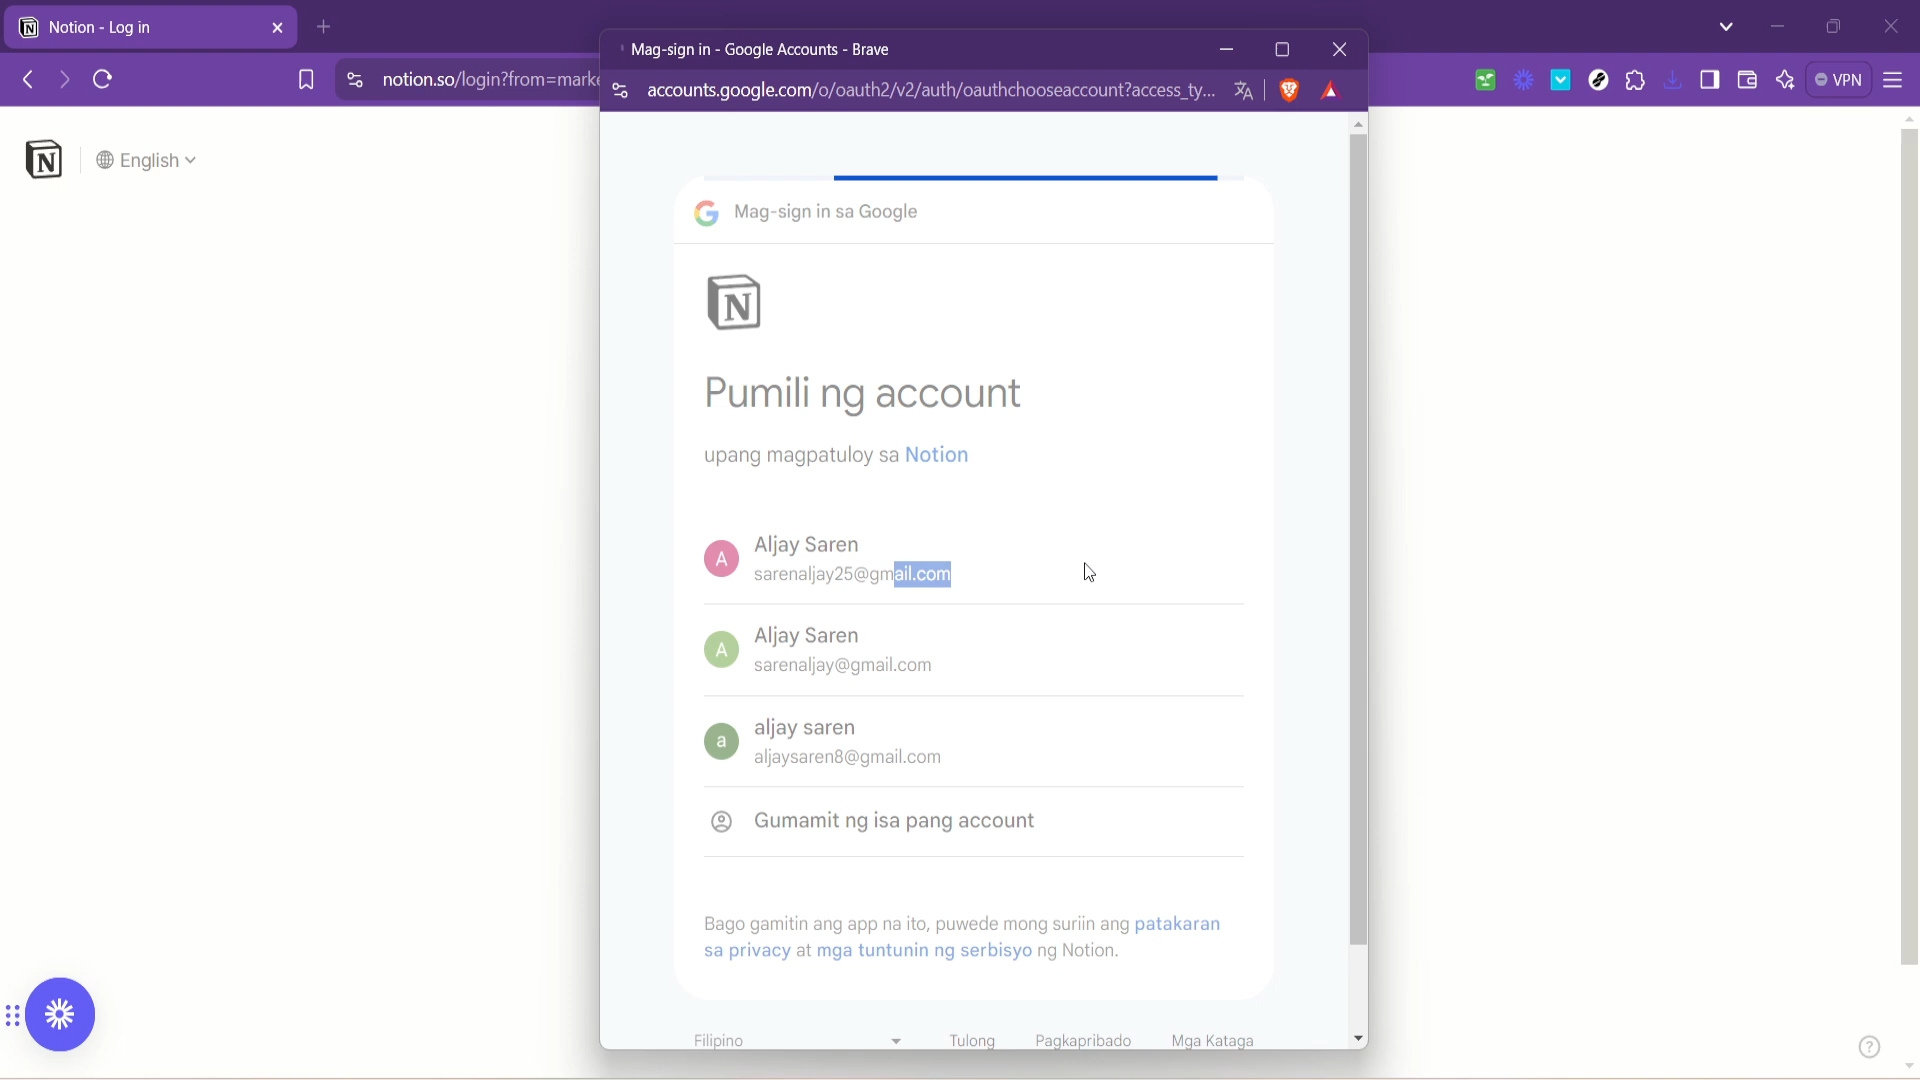 Notion - Log in
Mag-sign in - Google Accounts - Brave
notion.so/login?from=marke
accounts.google.com/o/oauth2/v2/auth/oauthchooseaccount?access_ty...
VPN
N
English
Mag-sign in sa Google
N
Pumili ng account
upang magpatuloy sa Notion
A
Aljay Saren
sarenaljay25@gmail.com
A
Aljay Saren
sarenaljay@gmail.com
a
aljay saren
aljaysaren8@gmail.com
Gumamit ng isa pang account
Bago gamitin ang app na ito, puwede mong suriin ang patakaran
sa privacy at mga tuntunin ng serbisyo ng Notion.
Filipino
Tulong
Pagkapribado
Mga Kataga